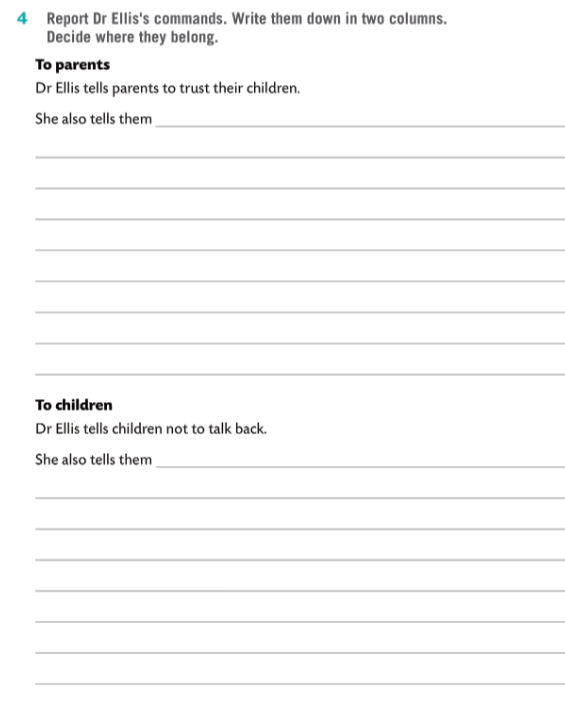 4 Report Dr Ellis's commands. Write them down in two columns.
Decide where they belong.
To parents
Dr Ellis tells parents to trust their children.
She also tells them
To children
Dr Ellis tells children not to talk back.
She also tells them